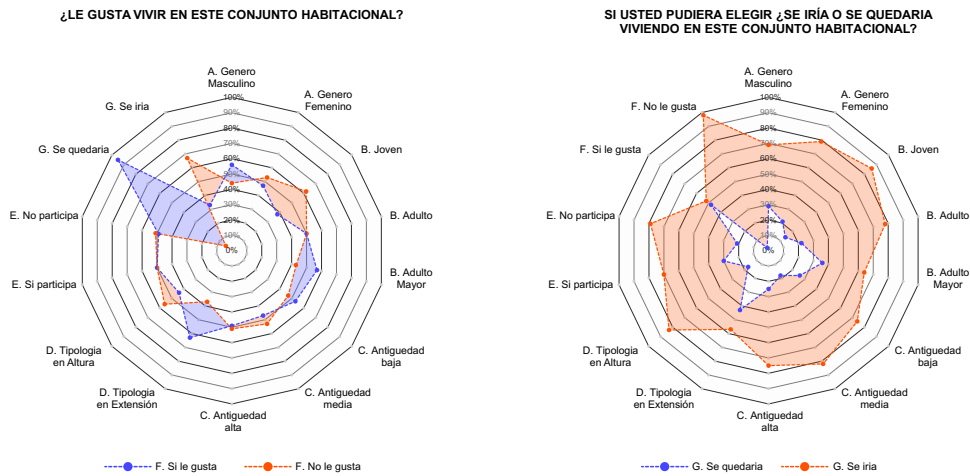 ¿LE GUSTA VIVIR EN ESTE CONJUNTO HABITACIONAL?
A. Genero
Masculino
A. Genero
Femenino
B. Joven
B. Adulto
B. Adulto
Mayor
C. Antiguedad
baja
C. Antiguedad
media
C. Antiguedad
alta
D. Tipologia
en Extensión
D. Tipologia
en Altura
E. Si participa
E. No participa
G. Se quedaria
G. Se iria
100%
90%
80%
70%
60%
50%
40%
30%
20%
10%
0%
F. Si le gusta
F. No le gusta
SI USTED PUDIERA ELEGIR ¿SE IRÍA O SE QUEDARIA
VIVIENDO EN ESTE CONJUNTO HABITACIONAL?
A. Genero
Masculino
A. Genero
Femenino
B. Joven
B. Adulto
B. Adulto
Mayor
C. Antiguedad
baja
C. Antiguedad
media
C. Antiguedad
alta
D. Tipologia
en Extensión
D. Tipologia
en Altura
E. Si participa
E. No participa
F. Si le gusta
F. No le gusta
100%
90%
80%
70%
60%
50%
40%
30%
20%
10%
0%
G. Se quedaria
G. Se iria